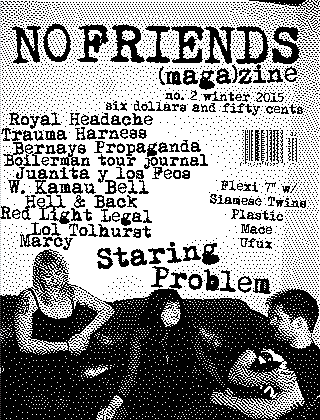 NO FRIENDS
(maga)zine
no. 2 winter 2015
six dollars and fifty cents
Royal Headache
Trauma Harness
Bernays Propaganda
Boilerman tour journal
Juanita y los Feos
W. Kamau Bell
Hell & Back
Red Light Legal
Lol Tolhurst
Marcy
Flexi 7" w/
Siamese Twins
Plastic
Mace
Ufux
Staring
Problem